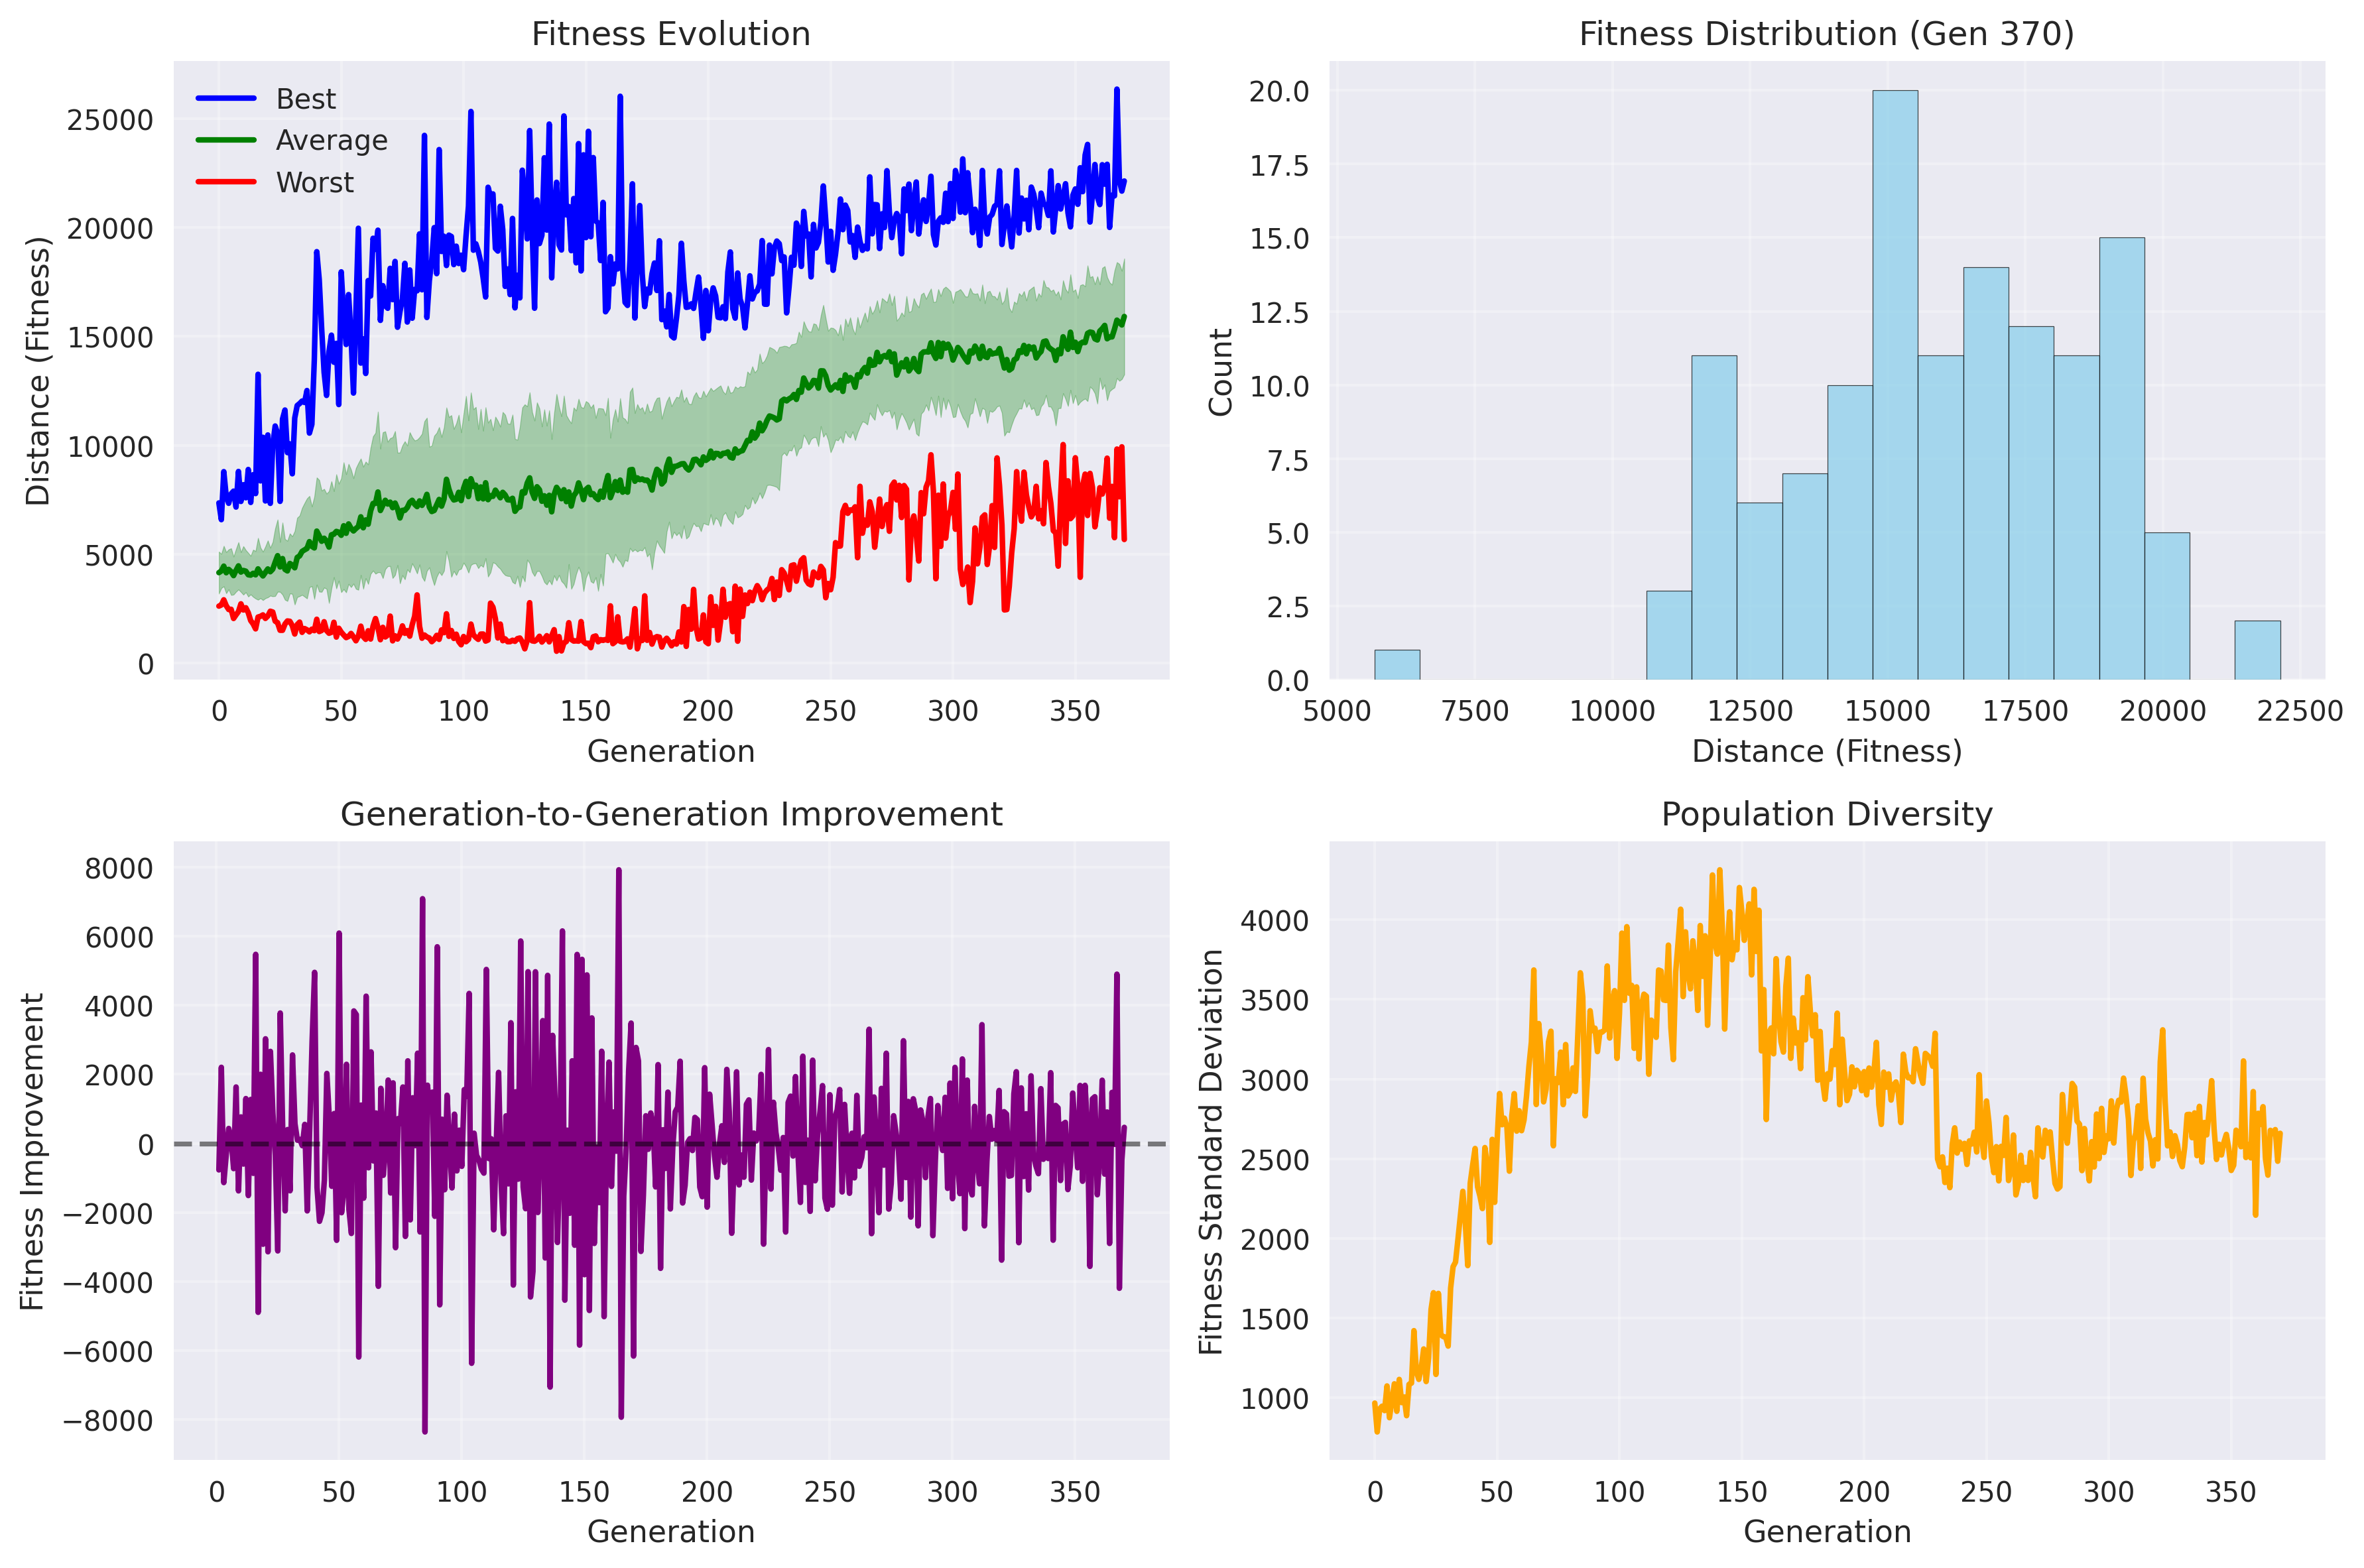 Fitness Evolution
Distance (Fitness)
25000
20000
15000
10000
5000
0
Best
Average
Worst
0 50 100 150 200 250 300 350
Generation
Fitness Distribution (Gen 370)
Count
20.0
17.5
15.0
12.5
10.0
7.5
5.0
2.5
0.0
5000 7500 10000 12500 15000 17500 20000 22500
Distance (Fitness)
Generation-to-Generation Improvement
Fitness Improvement
8000
6000
4000
2000
0
−2000
−4000
−6000
−8000
0 50 100 150 200 250 300 350
Generation
Population Diversity
Fitness Standard Deviation
4000
3500
3000
2500
2000
1500
1000
0 50 100 150 200 250 300 350
Generation